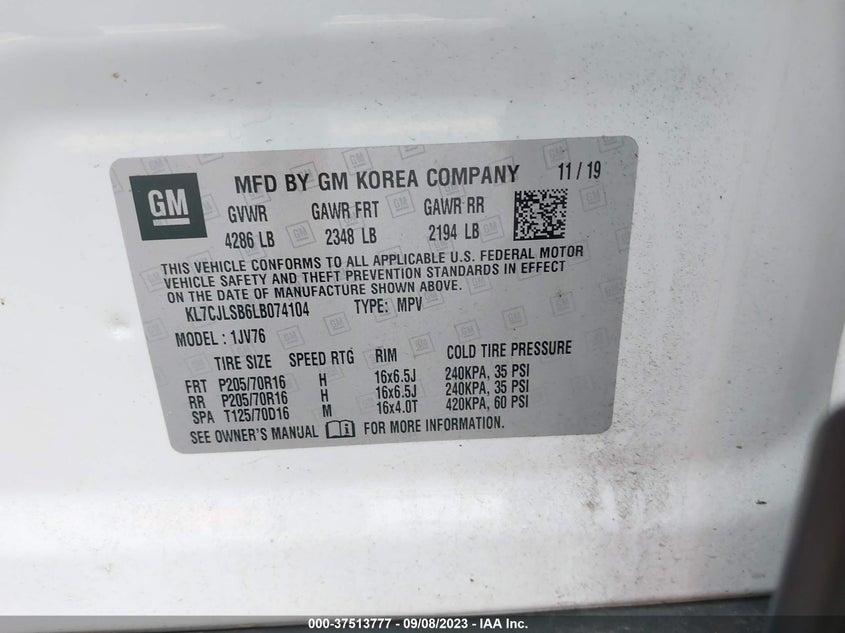 GM
MFD BY GM KOREA COMPANY 11 / 19
GVWR GAWR FRT GAWR RR
4286 LB 2348 LB 2194 LB
THIS VEHICLE CONFORMS TO ALL APPLICABLE U.S. FEDERAL MOTOR
VEHICLE SAFETY AND THEFT PREVENTION STANDARDS IN EFFECT
ON THE DATE OF MANUFACTURE SHOWN ABOVE.
KL7CJLSB6LB074104 TYPE: MPV
MODEL : 1JV76
TIRE SIZE SPEED RTG RIM COLD TIRE PRESSURE
FRT P205/70R16 H 16x6.5J 240KPA, 35 PSI
RR P205/70R16 H 16x6.5J 240KPA, 35 PSI
SPA T125/70D16 M 16x4.0T 420KPA, 60 PSI
SEE OWNER'S MANUAL FOR MORE INFORMATION.
000-37513777 - 09/08/2023 - IAA Inc.